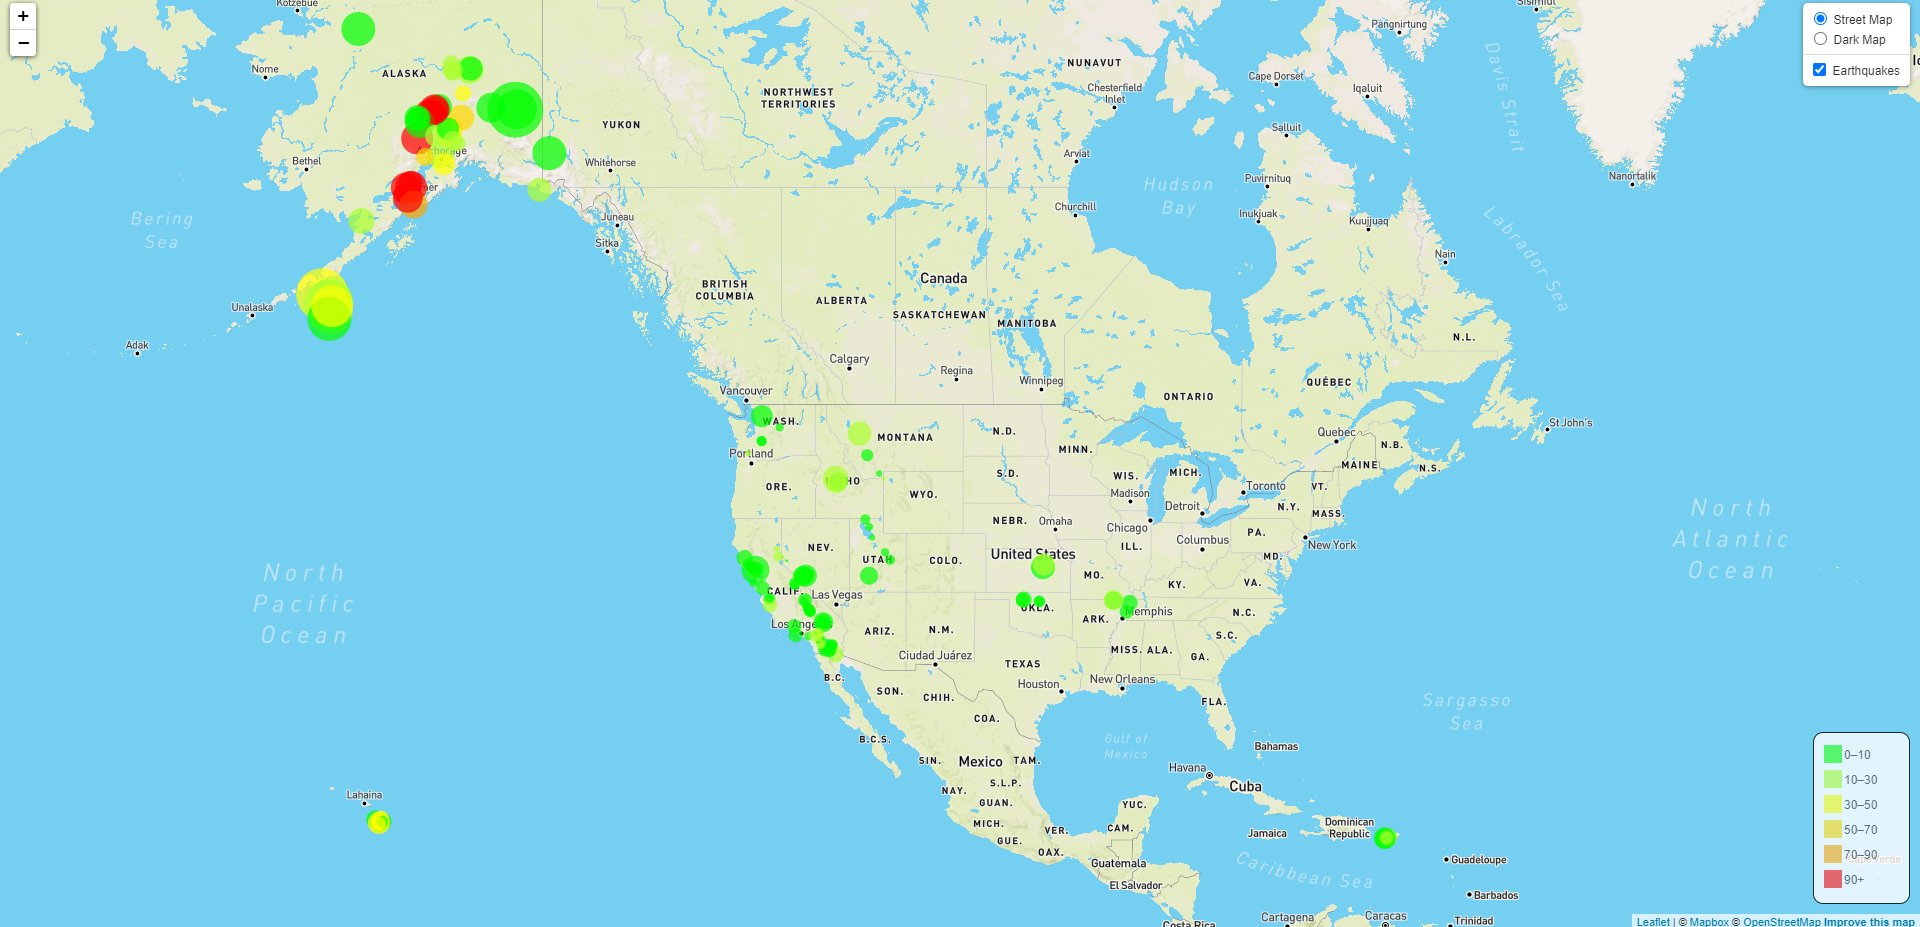 +
−
Street Map
Dark Map
Earthquakes
Kotzebue
Nome
ALASKA
Bethel
Anchorage
mer
Bering
Sea
Unalaska
Adak
YUKON
Whitehorse
Juneau
Sitka
NORTHWEST
TERRITORIES
NUNAVUT
Chesterfield
Inlet
Arviat
Churchill
Hudson
Bay
Cape Dorset
Pangnirtung
Iqaluit
Salluit
Puvirnituq
Inukjuak
Kuujjuaq
Nain
Davis Strait
Labrador Sea
Sisimiut
Nanortalik
BRITISH
COLUMBIA
ALBERTA
Canada
SASKATCHEWAN
MANITOBA
ONTARIO
QUÉBEC
N.L.
Calgary
Regina
Winnipeg
Vancouver
Quebec
St John's
N.B.
N.S.
MAINE
WASH.
Portland
ORE.
MONTANA
IDAHO
WYO.
N.D.
S.D.
MINN.
WIS.
Madison
MICH.
Detroit
Toronto
VT.
N.Y.
MASS.
PA.
New York
NEBR.
Omaha
Chicago
Columbus
ILL.
MD.
NEV.
UTAH
COLO.
United States
MO.
KY.
VA.
CALIF.
Las Vegas
OKLA.
ARK.
Memphis
N.C.
Los Angeles
ARIZ.
N.M.
S.C.
MISS.
ALA.
GA.
Ciudad Juárez
TEXAS
Houston
New Orleans
FLA.
B.C.
SON.
CHIH.
COA.
B.C.S.
SIN.
Mexico
TAM.
S.L.P.
NAY.
GUAN.
MICH.
VER.
GUE.
OAX.
YUC.
CAM.
Gulf of
Mexico
Guatemala
El Salvador
Costa Rica
Havana
Cuba
Bahamas
Jamaica
Dominican
Republic
Caribbean Sea
Guadeloupe
Barbados
Trinidad
Caracas
Cartagena
Cape Verde
North
Pacific
Ocean
North
Atlantic
Ocean
Sargasso
Sea
Lahaina
0–10
10–30
30–50
50–70
70–90
90+
Leaflet | © Mapbox © OpenStreetMap Improve this map